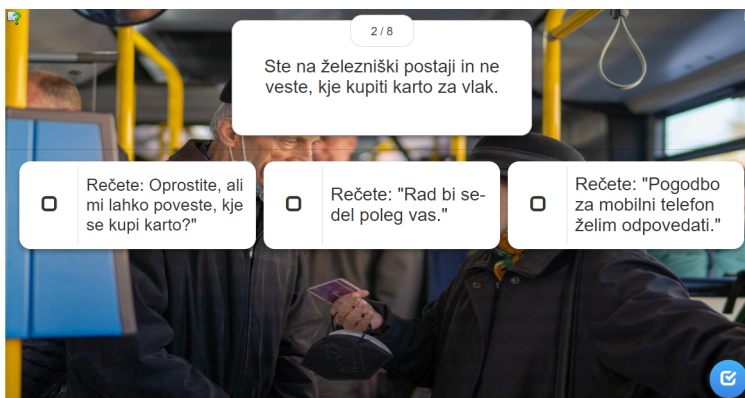 2 / 8
Ste na železniški postaji in ne
veste, kje kupiti karto za vlak.
Rečete: Oprostite, ali
mi lahko poveste, kje
se kupi karto?"
Rečete: "Rad bi se-
del poleg vas."
Rečete: "Pogodbo
za mobilni telefon
želim odpovedati."